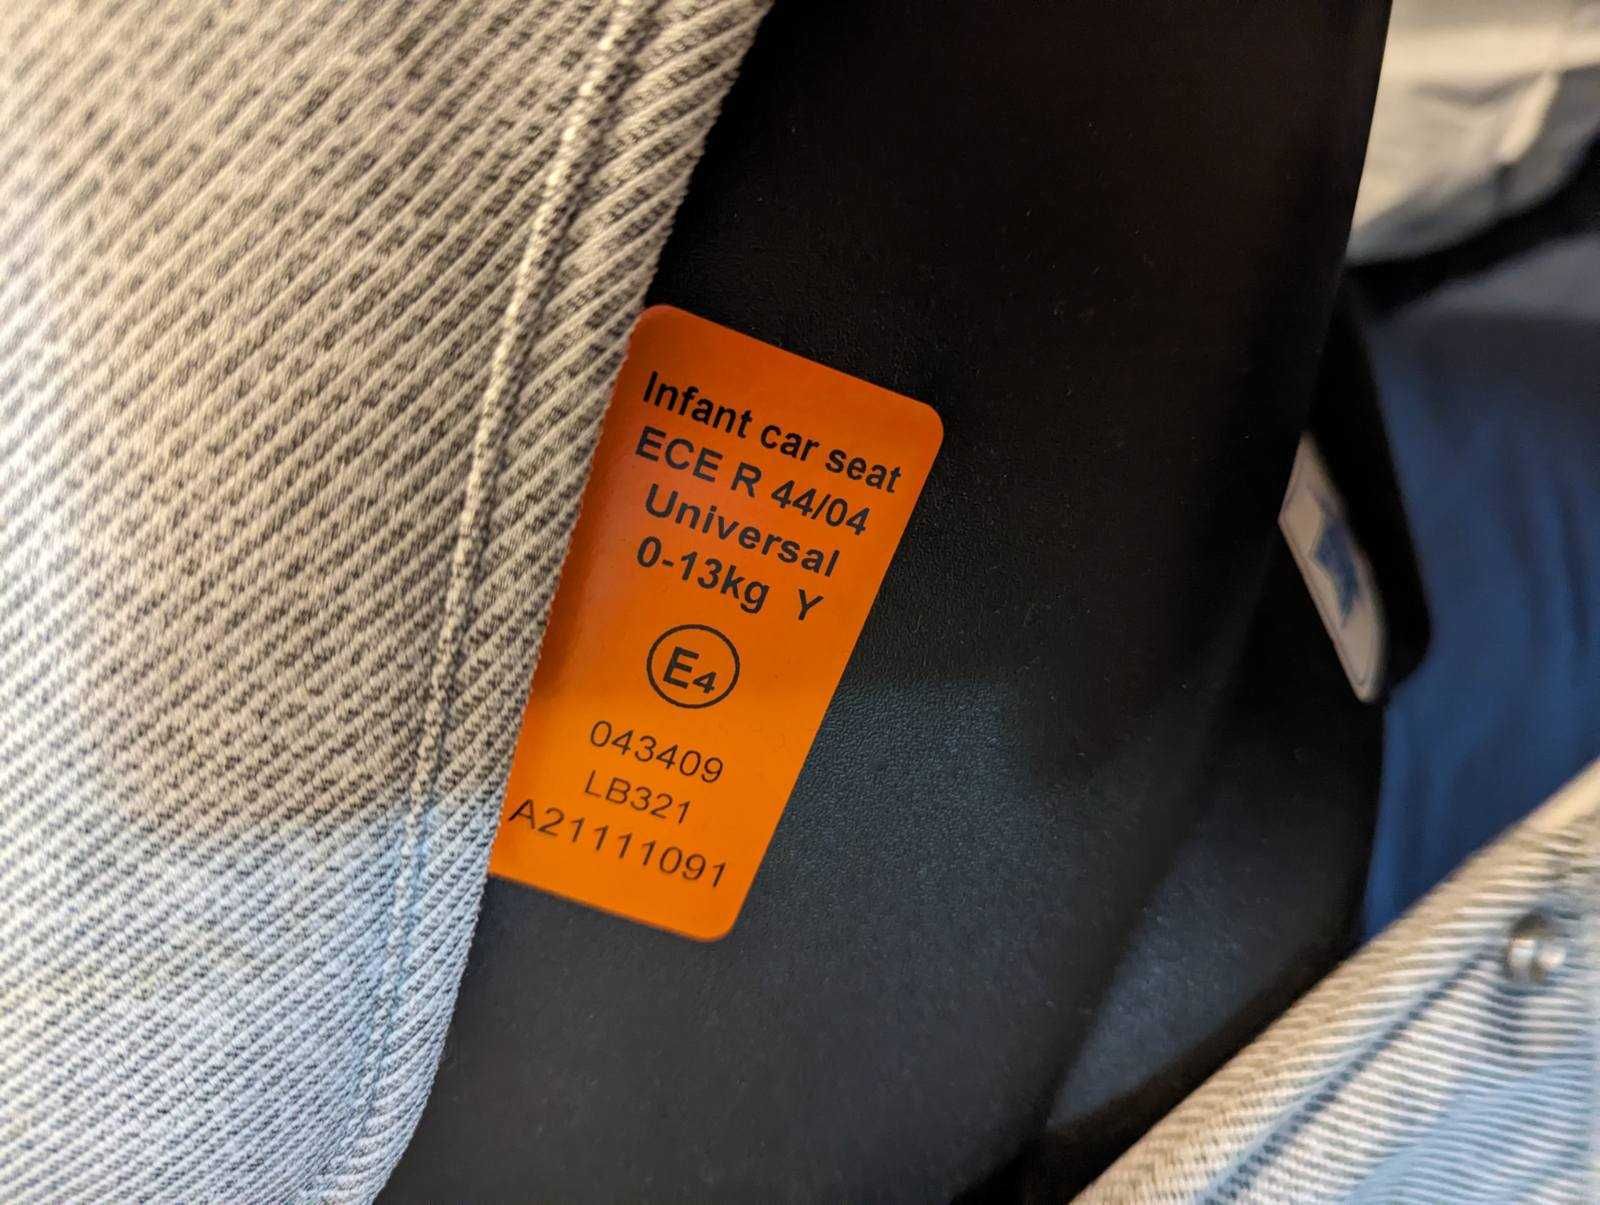 Infant car seat
ECE R 44/04
Universal
0-13kg Y
E4
043409
LB321
A21111091